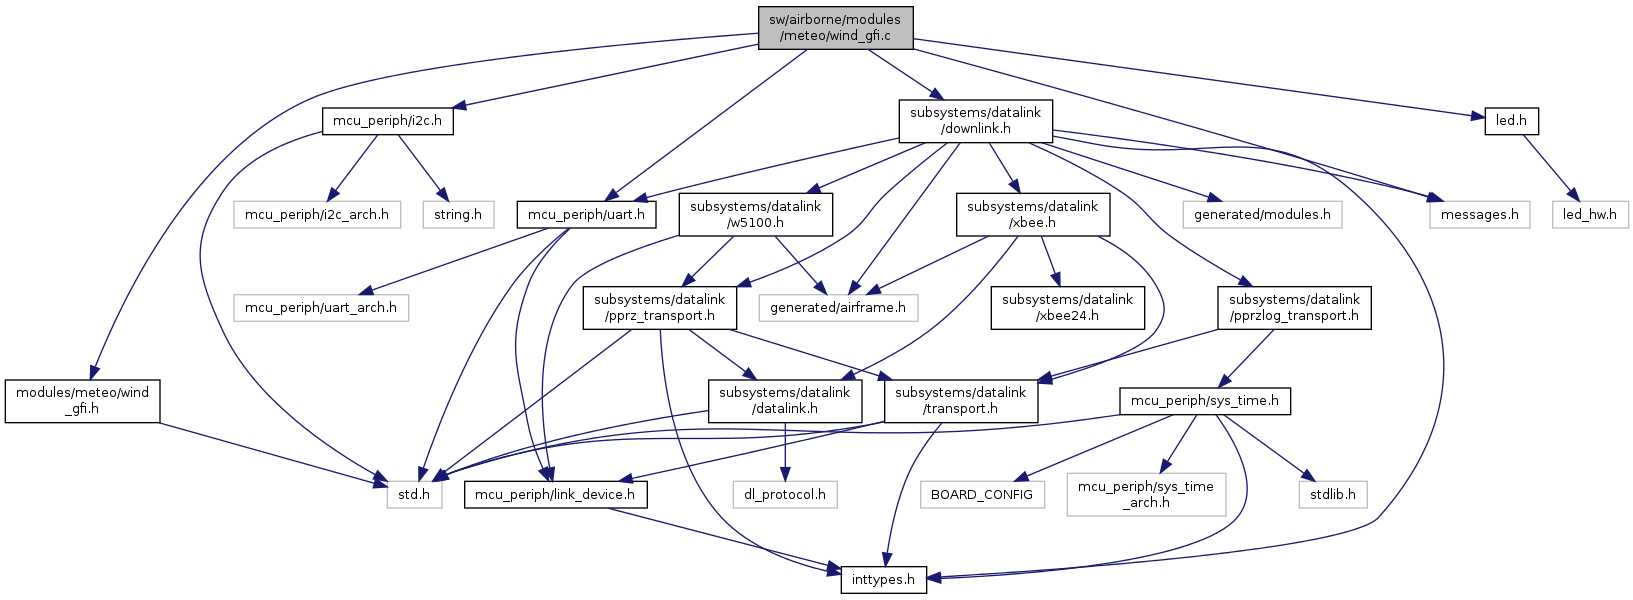 sw/airborne/modules
/meteo/wind_gfi.c
mcu_periph/i2c.h
subsystems/datalink
/downlink.h
led.h
mcu_periph/i2c_arch.h
string.h
mcu_periph/uart.h
subsystems/datalink
/w5100.h
subsystems/datalink
/xbee.h
generated/modules.h
messages.h
led_hw.h
mcu_periph/uart_arch.h
subsystems/datalink
/pprz_transport.h
generated/airframe.h
subsystems/datalink
/xbee24.h
subsystems/datalink
/pprzlog_transport.h
modules/meteo/wind
_gfi.h
subsystems/datalink
/datalink.h
subsystems/datalink
/transport.h
mcu_periph/sys_time.h
std.h
mcu_periph/link_device.h
dl_protocol.h
BOARD_CONFIG
mcu_periph/sys_time
_arch.h
stdlib.h
inttypes.h